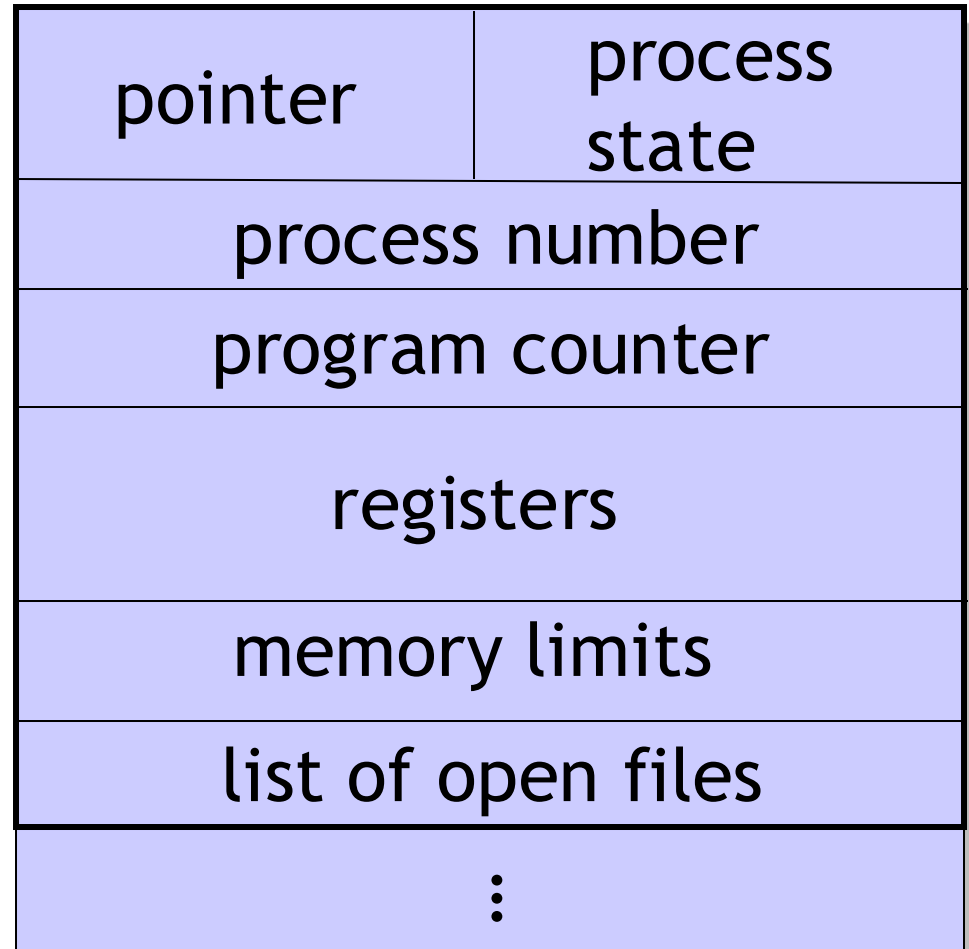 pointer
process
state
process number
program counter
registers
memory limits
list of open files
⋮